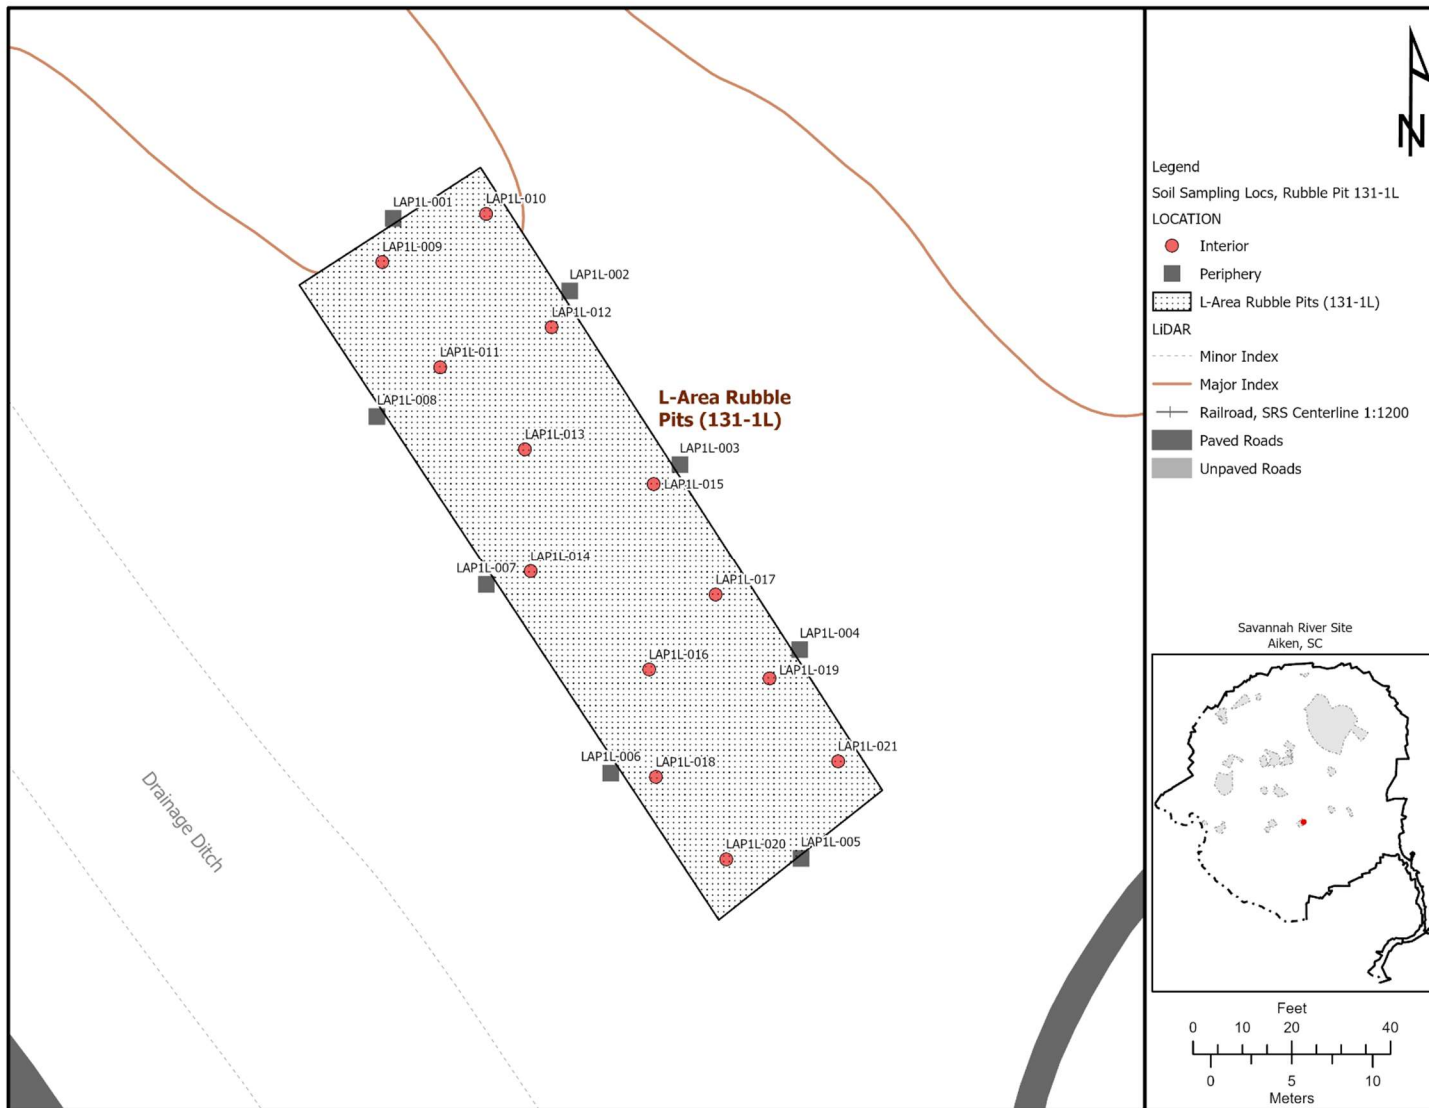 LAP1L-001
LAP1L-010
LAP1L-009
LAP1L-002
LAP1L-012
LAP1L-011
LAP1L-008
L-Area Rubble
Pits (131-1L)
LAP1L-013
LAP1L-003
LAP1L-015
LAP1L-014
LAP1L-007
LAP1L-017
LAP1L-004
LAP1L-016
LAP1L-019
LAP1L-021
LAP1L-006
LAP1L-018
LAP1L-020
LAP1L-005
Drainage Ditch
N
Legend
Soil Sampling Locs, Rubble Pit 131-1L
LOCATION
Interior
Periphery
L-Area Rubble Pits (131-1L)
LiDAR
Minor Index
Major Index
Railroad, SRS Centerline 1:1200
Paved Roads
Unpaved Roads
Savannah River Site
Aiken, SC
Feet
0 10 20 40
0 5 10
Meters